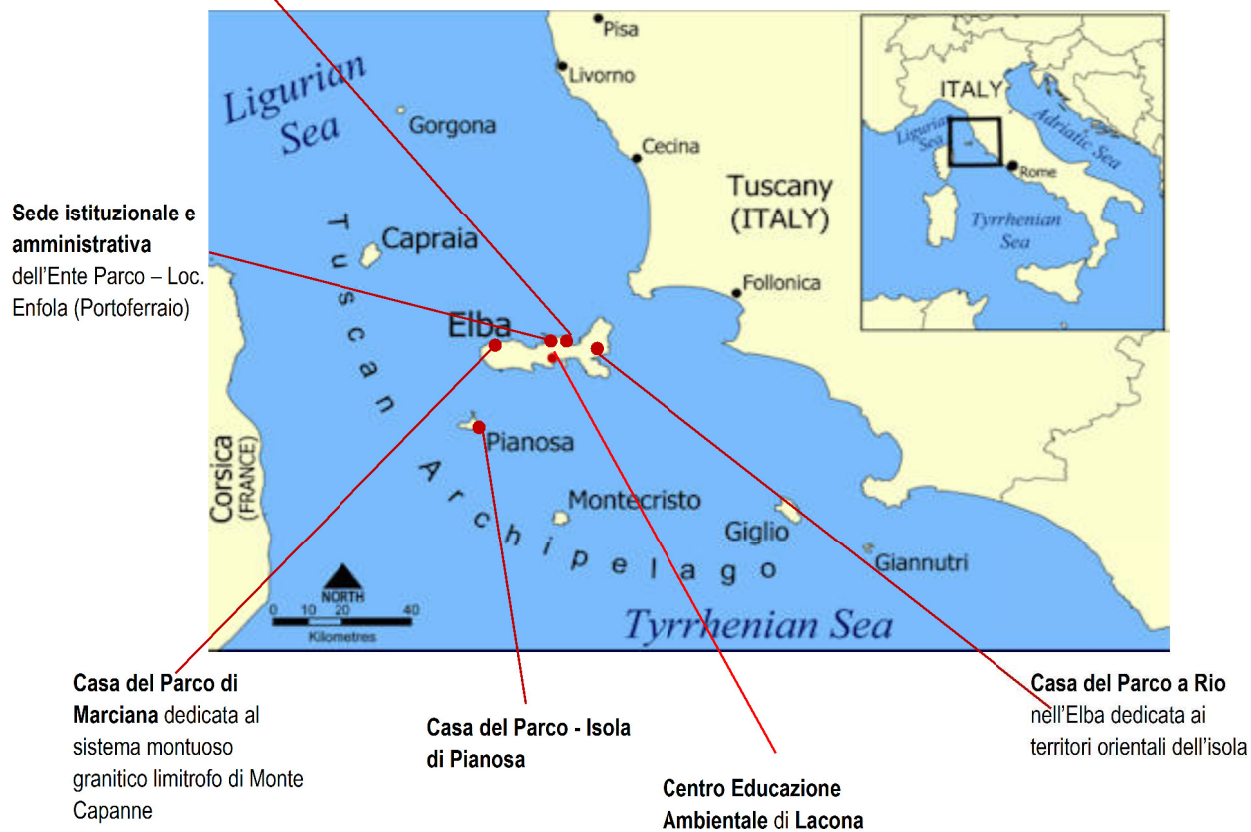 Pisa
Livorno
Ligurian
Sea
Gorgona
Cecina
Tuscany
(ITALY)
Capraia
Follonica
Elba
Tuscan
Archipelago
Pianosa
Corsica
(FRANCE)
Montecristo
Giglio
Giannutri
NORTH
0 10 20 40
Kilometres
Tyrrhenian Sea
ITALY
Ligurian
Sea
Adriatic Sea
Rome
Tyrrhenian
Sea
Sede istituzionale e
amministrativa
dell'Ente Parco – Loc.
Enfola (Portoferraio)
Casa del Parco di
Marciana dedicata al
sistema montuoso
granitico limitrofo di Monte
Capanne
Casa del Parco - Isola
di Pianosa
Centro Educazione
Ambientale di Lacona
Casa del Parco a Rio
nell'Elba dedicata ai
territori orientali dell'isola